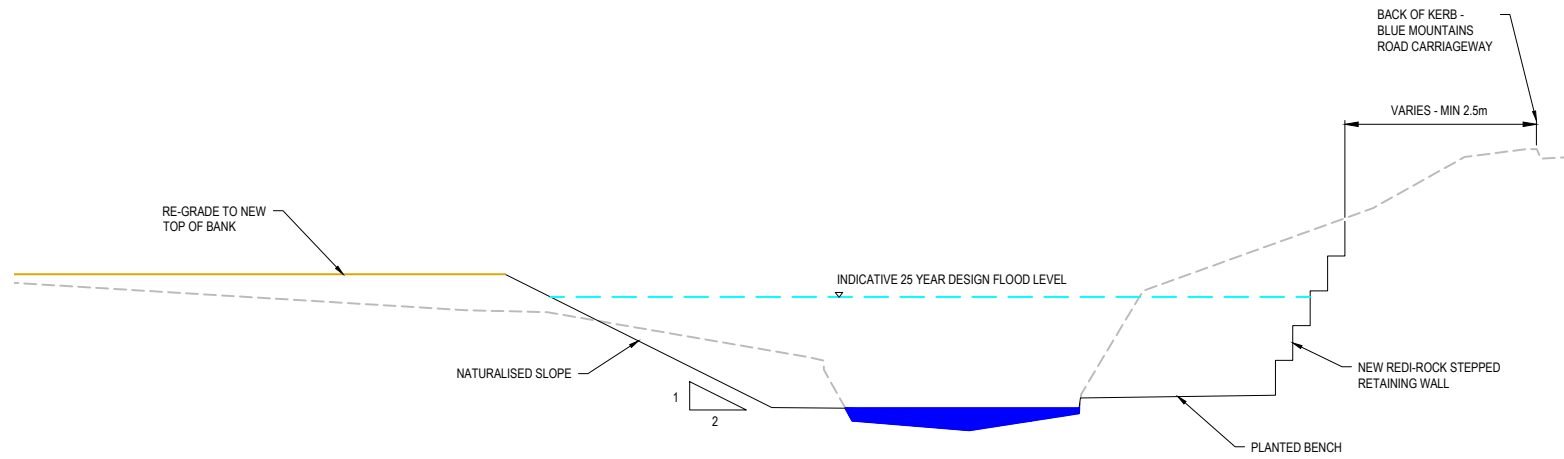 BACK OF KERB -
BLUE MOUNTAINS
ROAD CARRIAGEWAY
VARIES - MIN 2.5m
RE-GRADE TO NEW
TOP OF BANK
INDICATIVE 25 YEAR DESIGN FLOOD LEVEL
NATURALISED SLOPE
1
2
NEW REDI-ROCK STEPPED
RETAINING WALL
PLANTED BENCH